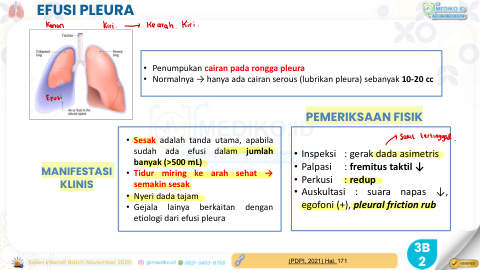 EFUSI PLEURA
MEDIKO.ID
Kanan
Kiri → Kearah Kiri
Efusi
• Penumpukan cairan pada rongga pleura
• Normalnya → hanya ada cairan serous (lubrikan pleura) sebanyak 10-20 cc
MANIFESTASI
KLINIS
• Sesak adalah tanda utama, apabila
sudah ada efusi dalam jumlah
banyak (>500 mL)
• Tidur miring ke arah sehat →
semakin sesak
• Nyeri dada tajam
• Gejala lainya berkaitan dengan
etiologi dari efusi pleura
PEMERIKSAAN FISIK
• Inspeksi : gerak dada asimetris
• Palpasi : fremitus taktil ↓
• Perkusi : redup
• Auskultasi : suara napas ↓,
egofoni (+), pleural friction rub
3B
2
(PDPI, 2021) Hal. 171